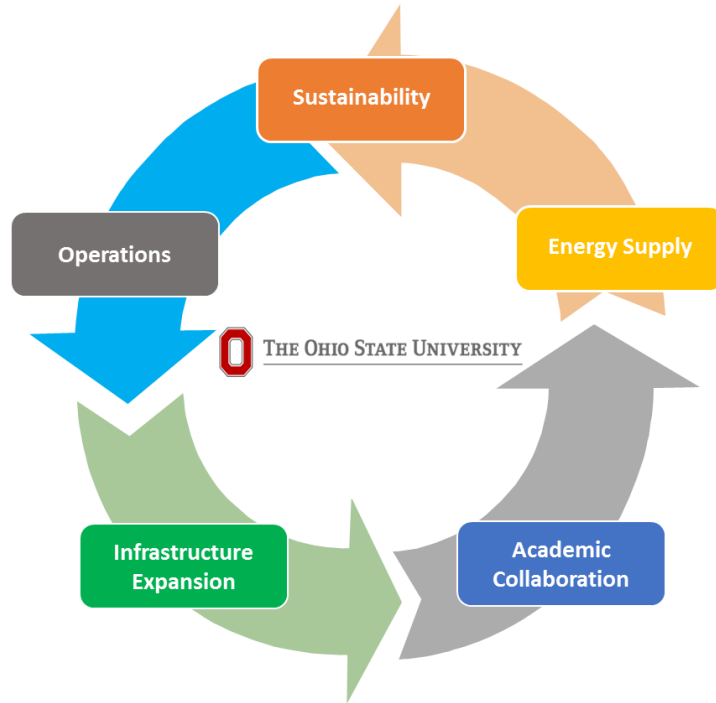 Sustainability
Operations
Energy Supply
THE OHIO STATE UNIVERSITY
Infrastructure
Expansion
Academic
Collaboration